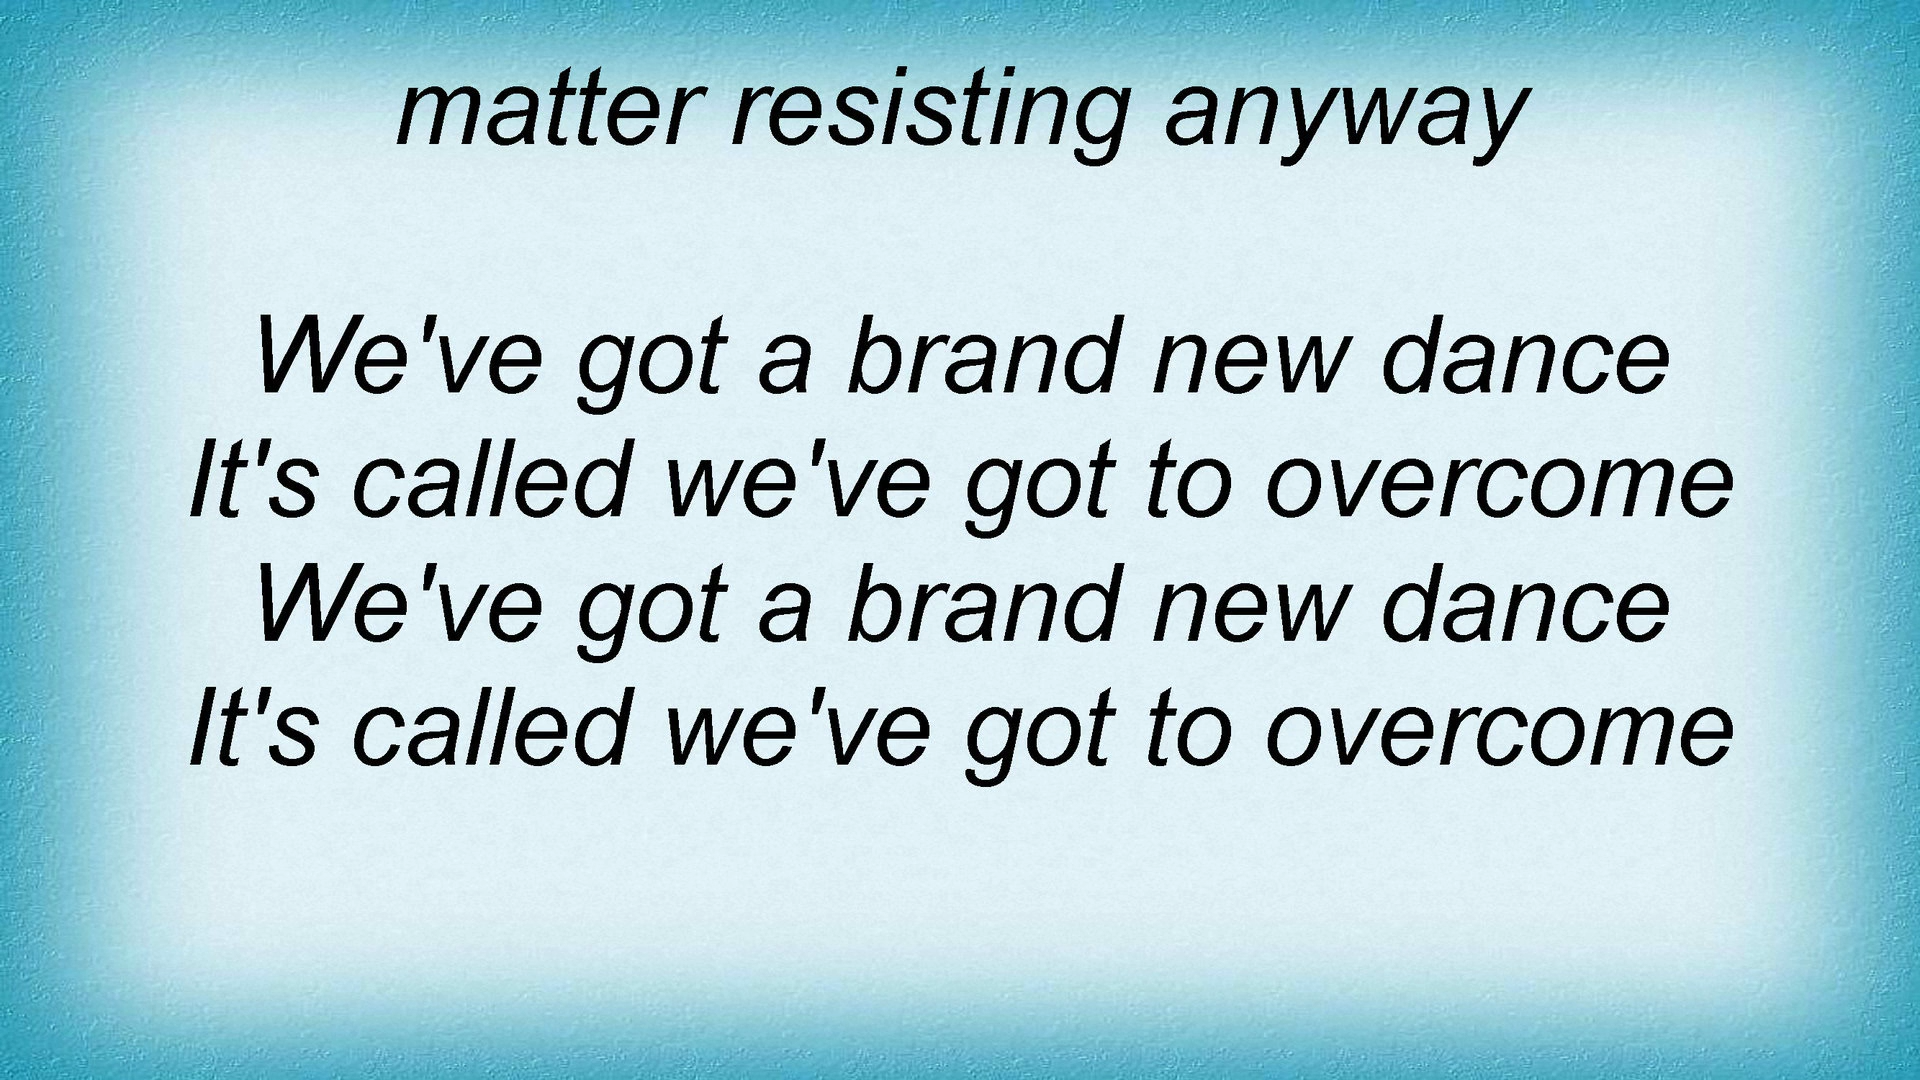 matter resisting anyway
We've got a brand new dance
It's called we've got to overcome
We've got a brand new dance
It's called we've got to overcome